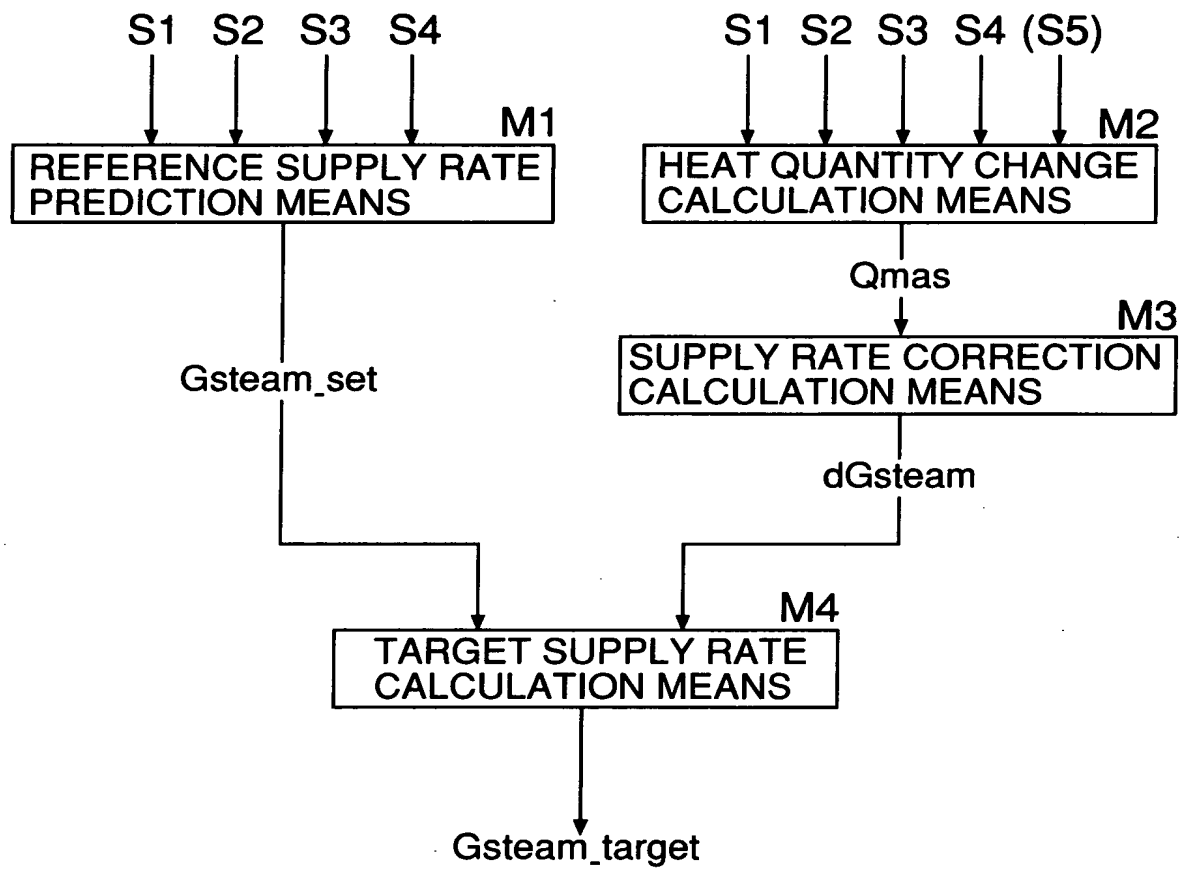 S1 S2 S3 S4
S1 S2 S3 S4 (S5)
M1
REFERENCE SUPPLY RATE
PREDICTION MEANS
M2
HEAT QUANTITY CHANGE
CALCULATION MEANS
Qmas
M3
SUPPLY RATE CORRECTION
CALCULATION MEANS
Gsteam_set
dGsteam
M4
TARGET SUPPLY RATE
CALCULATION MEANS
Gsteam_target